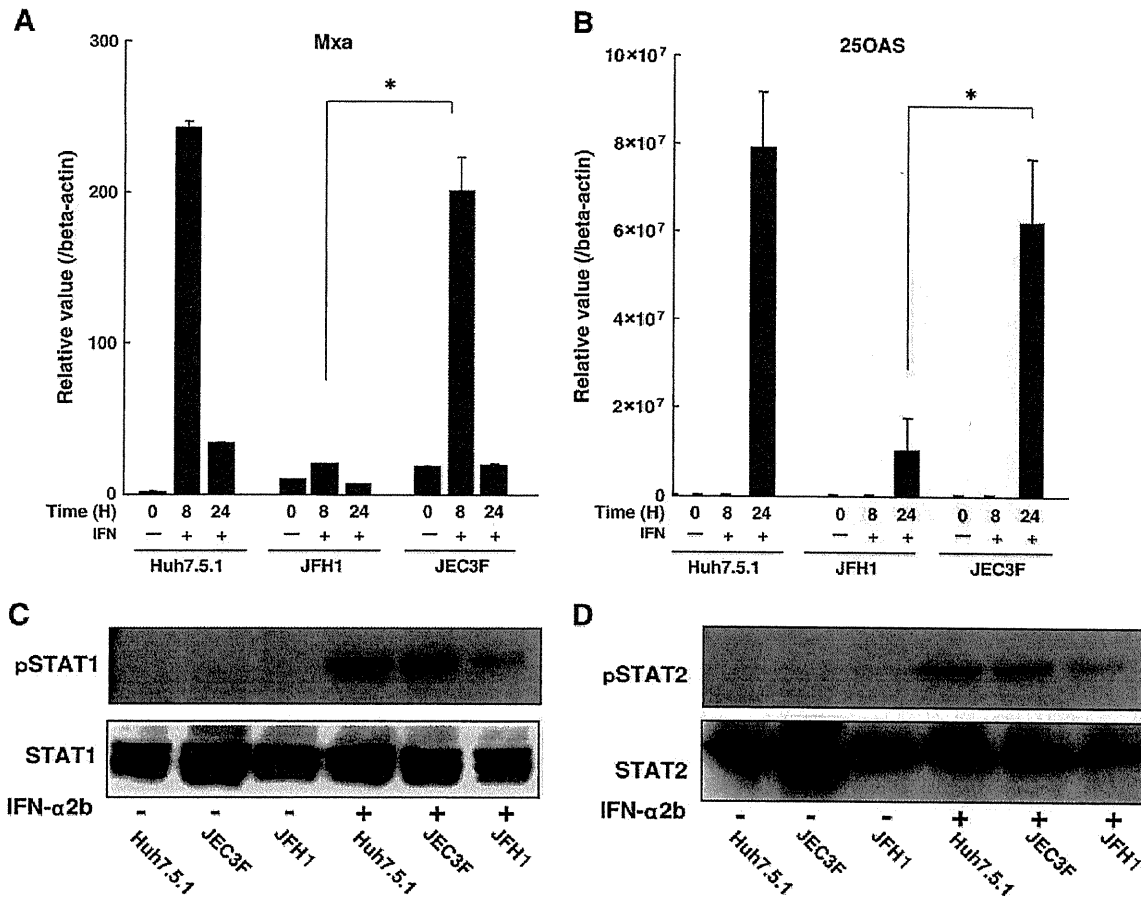 A
Mxa
300
200
100
0
*
Relative value (/beta-actin)
Time (H) 0 8 24 0 8 24 0 8 24
IFN — + + — + + — + +
Huh7.5.1 JFH1 JEC3F
B
25OAS
10×10⁷
8×10⁷
6×10⁷
4×10⁷
2×10⁷
0
*
Relative value (/beta-actin)
Time (H) 0 8 24 0 8 24 0 8 24
IFN — + + — + + — + +
Huh7.5.1 JFH1 JEC3F
C
pSTAT1
STAT1
IFN-α2b - - - + + +
Huh7.5.1 JEC3F JFH1 Huh7.5.1 JEC3F JFH1
D
pSTAT2
STAT2
IFN-α2b - - - + + +
Huh7.5.1 JEC3F JFH1 Huh7.5.1 JEC3F JFH1